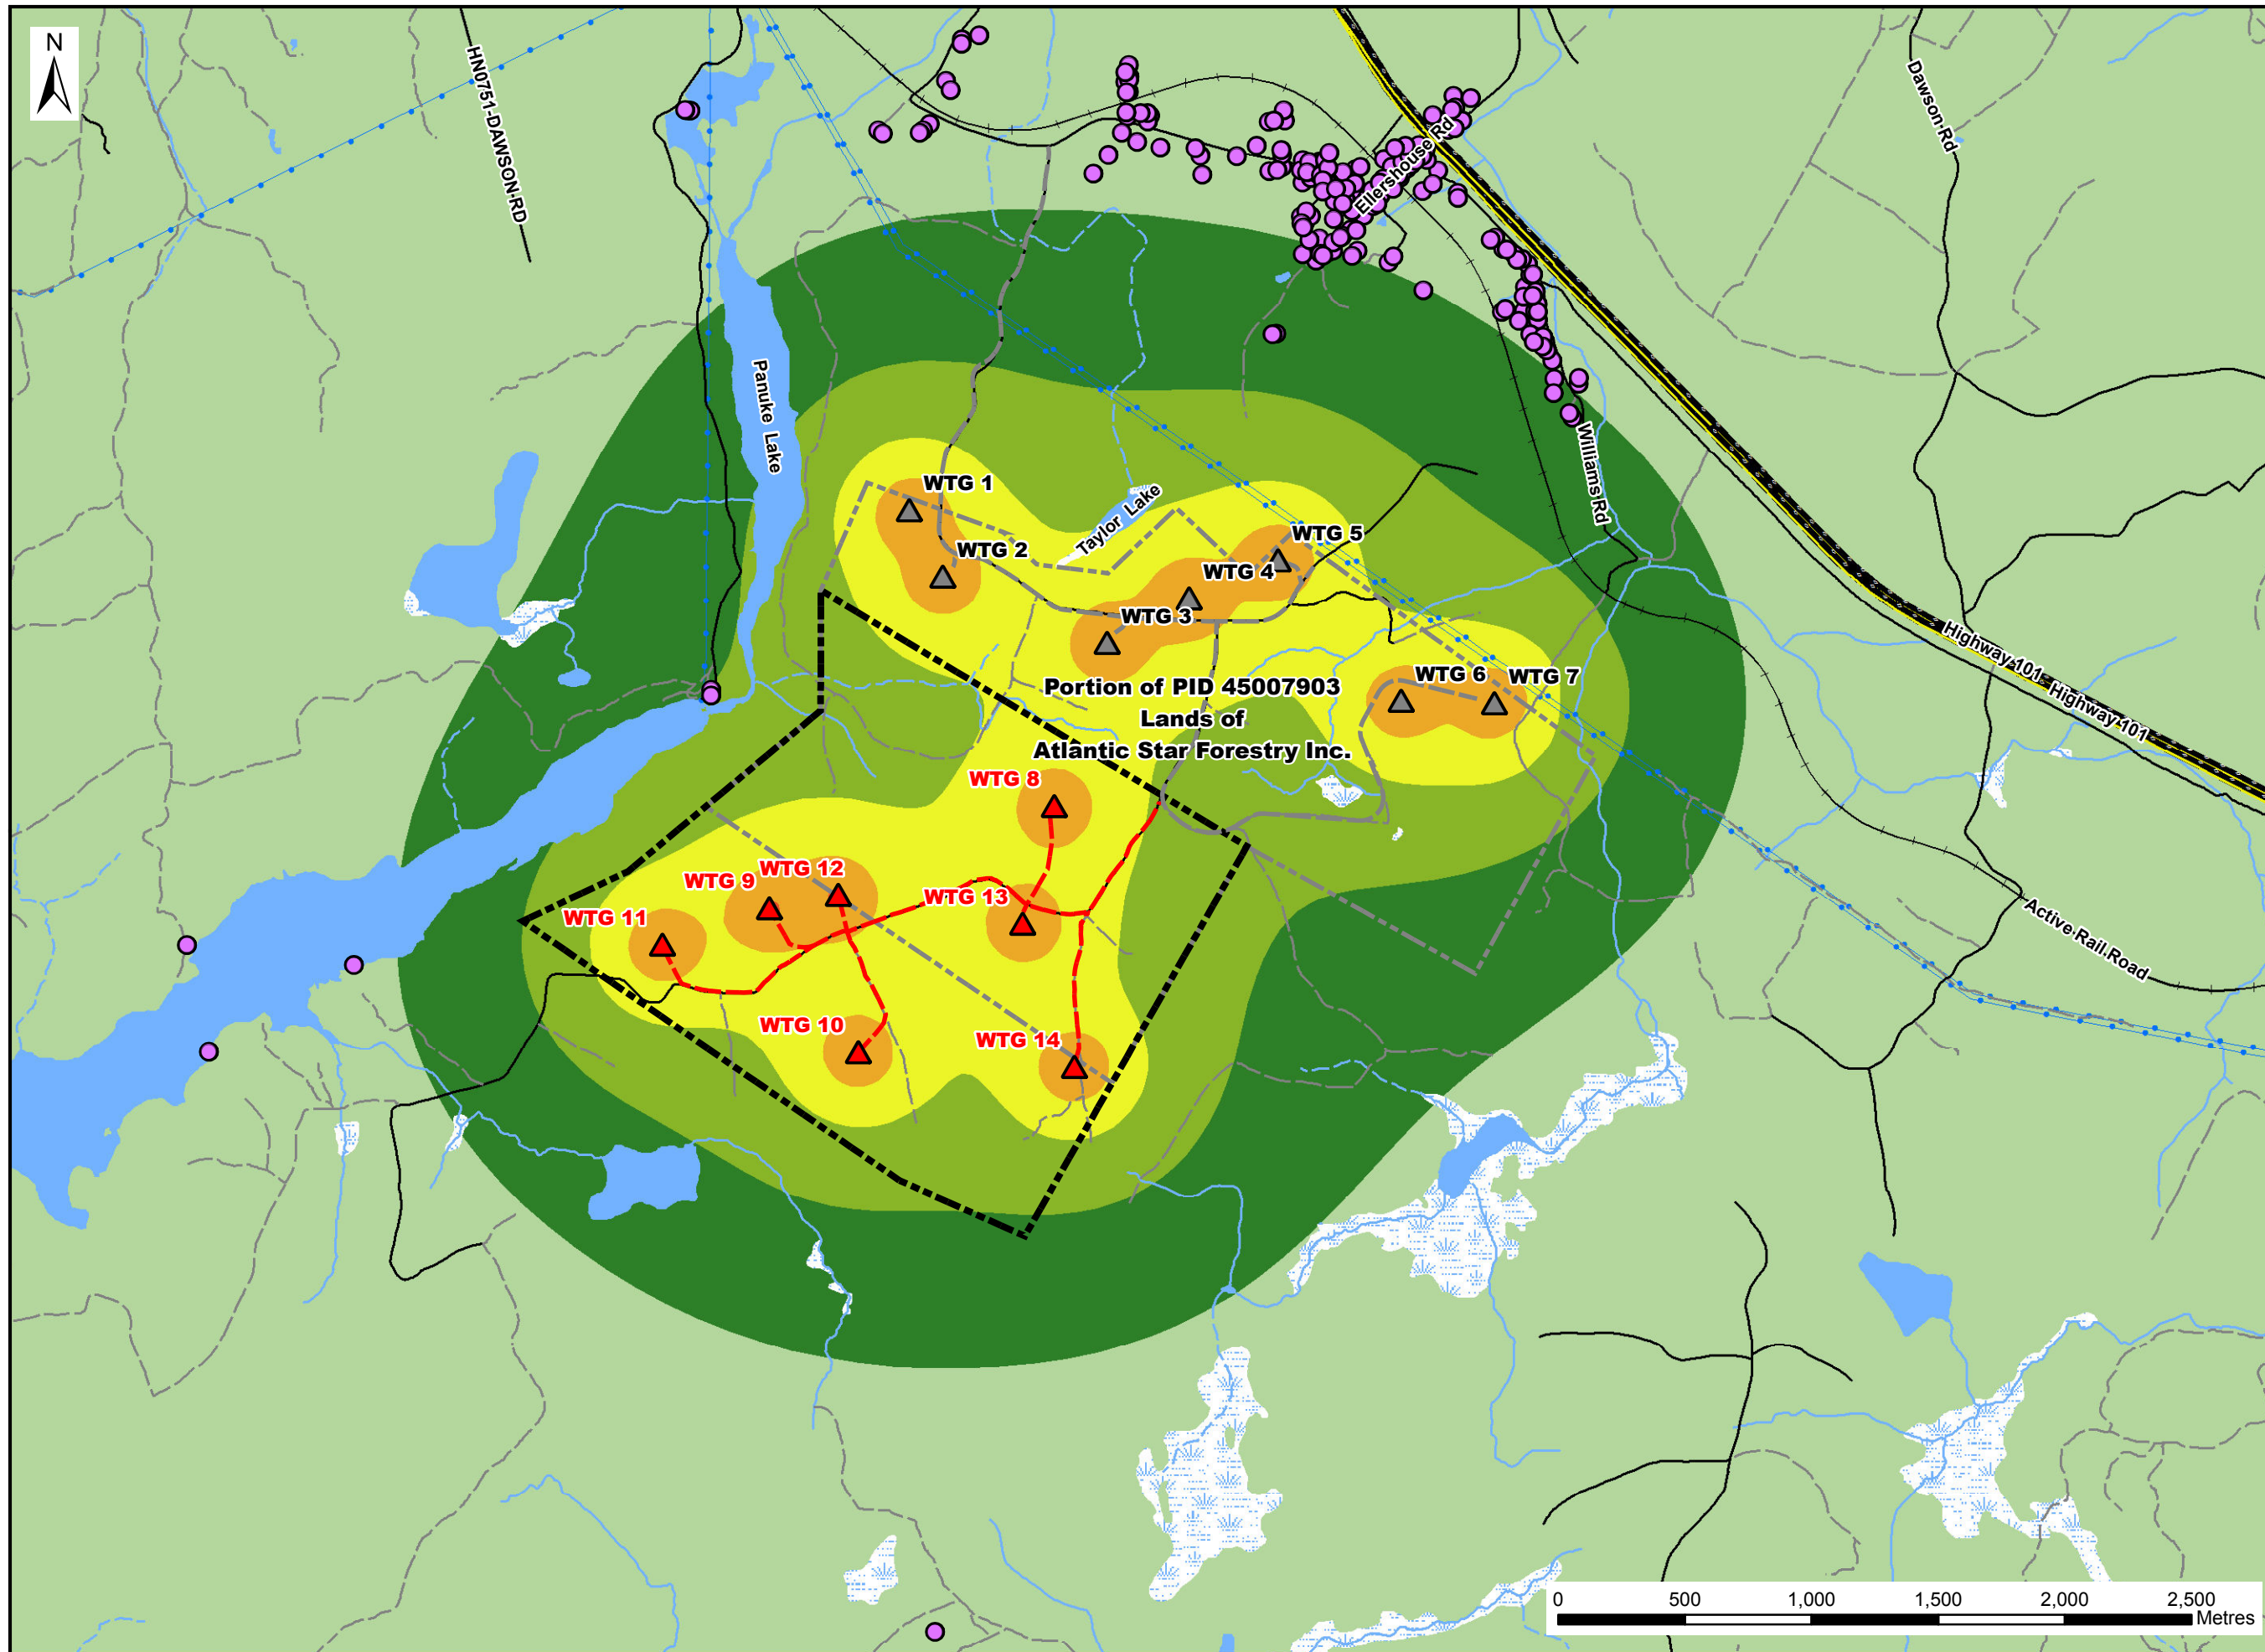 N
HN0751-DAWSON-RD
Dawson Rd
Ellershouse Rd
Panuke Lake
Williams Rd
WTG 1
Taylor Lake
WTG 2
WTG 5
WTG 4
WTG 3
Highway 101
Highway 101
WTG 6
WTG 7
Portion of PID 45007903
Lands of
Atlantic Star Forestry Inc.
WTG 8
WTG 12
WTG 9
WTG 13
WTG 11
Active Rail Road
WTG 10
WTG 14
0 500 1,000 1,500 2,000 2,500
Metres